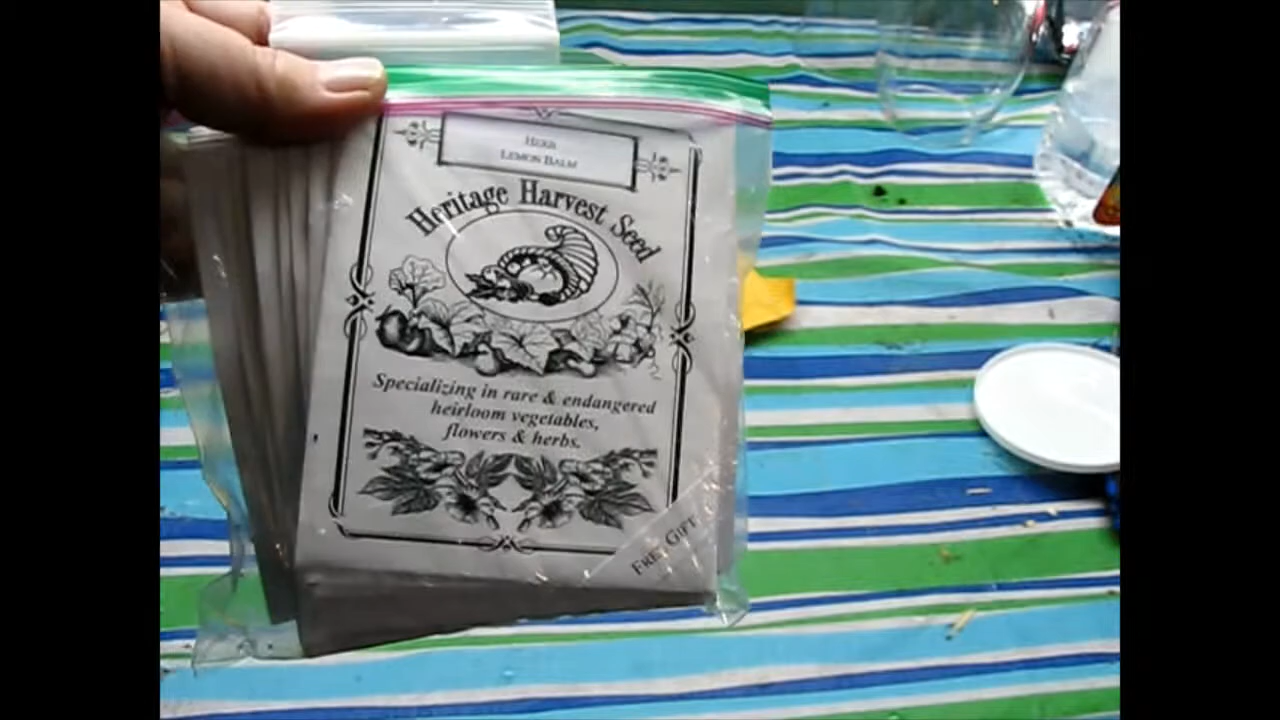 Herb
Lemon Balm
Heritage Harvest Seed
Specializing in rare & endangered
heirloom vegetables,
flowers & herbs.
Free Gift